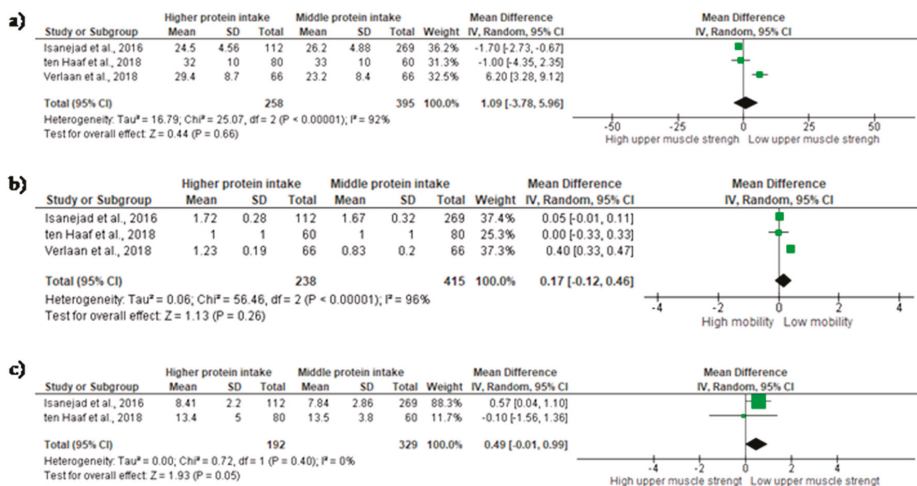 a)
Higher protein intake Middle protein intake Mean Difference Mean Difference
Study or Subgroup Mean SD Total Mean SD Total Weight IV, Random, 95% CI IV, Random, 95% CI
Isanejad et al., 2016 24.5 4.56 112 26.2 4.88 269 36.2% -1.70 [-2.73, -0.67]
ten Haaf et al., 2018 32 10 80 33 10 60 31.3% -1.00 [-4.35, 2.35]
Verlaan et al., 2018 29.4 8.7 66 23.2 8.4 66 32.5% 6.20 [3.28, 9.12]
Total (95% CI) 258 395 100.0% 1.09 [-3.78, 5.96]
Heterogeneity: Tau² = 16.79; Chi² = 25.07, df = 2 (P < 0.00001); I² = 92%
Test for overall effect: Z = 0.44 (P = 0.66)
-50 -25 0 25 50
High upper muscle strengh Low upper muscle strengh
b)
Higher protein intake Middle protein intake Mean Difference Mean Difference
Study or Subgroup Mean SD Total Mean SD Total Weight IV, Random, 95% CI IV, Random, 95% CI
Isanejad et al., 2016 1.72 0.28 112 1.67 0.32 269 37.4% 0.05 [-0.01, 0.11]
ten Haaf et al., 2018 1 1 60 1 1 80 25.3% 0.00 [-0.33, 0.33]
Verlaan et al., 2018 1.23 0.19 66 0.83 0.2 66 37.3% 0.40 [0.33, 0.47]
Total (95% CI) 238 415 100.0% 0.17 [-0.12, 0.46]
Heterogeneity: Tau² = 0.06; Chi² = 56.46, df = 2 (P < 0.00001); I² = 96%
Test for overall effect: Z = 1.13 (P = 0.26)
-4 -2 0 2 4
High mobility Low mobility
c)
Higher protein intake Middle protein intake Mean Difference Mean Difference
Study or Subgroup Mean SD Total Mean SD Total Weight IV, Random, 95% CI IV, Random, 95% CI
Isanejad et al., 2016 8.41 2.2 112 7.84 2.86 269 88.3% 0.57 [0.04, 1.10]
ten Haaf et al., 2018 13.4 5 80 13.5 3.8 60 11.7% -0.10 [-1.56, 1.36]
Total (95% CI) 192 329 100.0% 0.49 [-0.01, 0.99]
Heterogeneity: Tau² = 0.00; Chi² = 0.72, df = 1 (P = 0.40); I² = 0%
Test for overall effect: Z = 1.93 (P = 0.05)
-4 -2 0 2 4
High upper muscle strengt Low upper muscle strengt